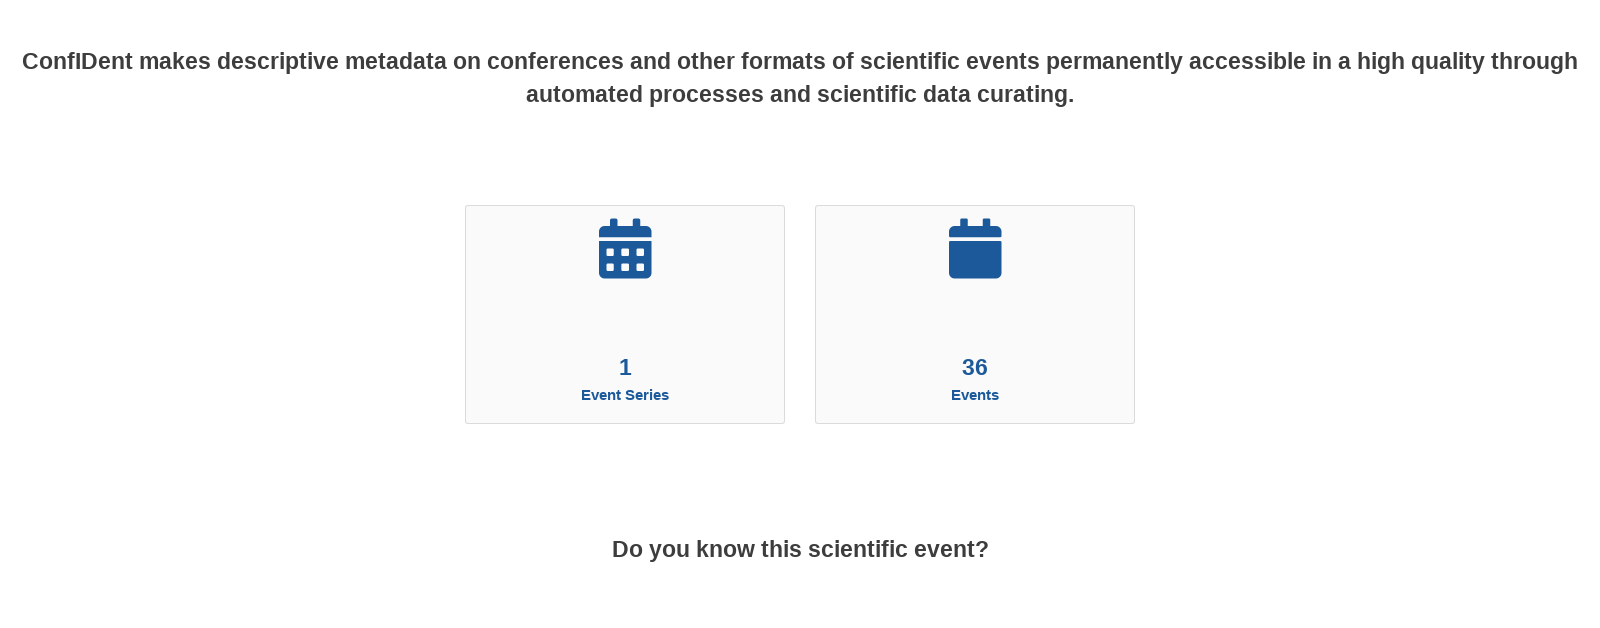 ConfIDent makes descriptive metadata on conferences and other formats of scientific events permanently accessible in a high quality through
automated processes and scientific data curating.
1
Event Series
36
Events
Do you know this scientific event?